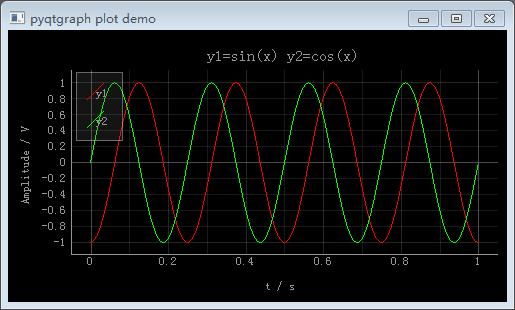 pyqtgraph plot demo
y1=sin(x) y2=cos(x)
y1
y2
Amplitude / V
1
0.8
0.6
0.4
0.2
0
-0.2
-0.4
-0.6
-0.8
-1
0 0.2 0.4 0.6 0.8 1
t / s